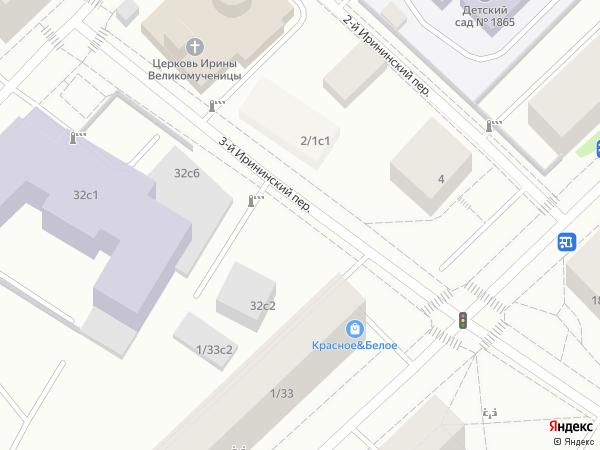 Детский
сад № 1865
2-й Ирининский пер.
Церковь Ирины
Великомученицы
2/1с1
3-й Ирининский пер.
32с6
4
32с1
32с2
18
Красное&Белое
1/33с2
1/33
Яндекс
© Яндекс